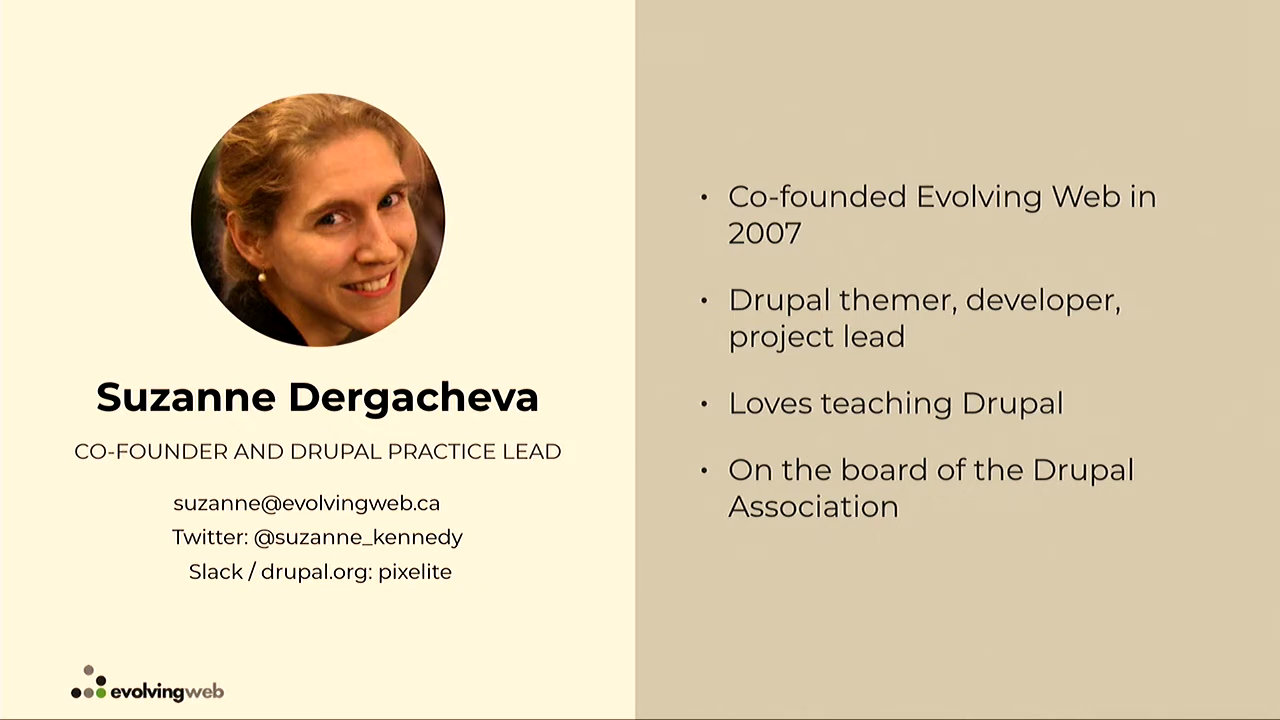 Suzanne Dergacheva
CO-FOUNDER AND DRUPAL PRACTICE LEAD
suzanne@evolvingweb.ca
Twitter: @suzanne_kennedy
Slack / drupal.org: pixelite
evolvingweb
• Co-founded Evolving Web in
2007
• Drupal themer, developer,
project lead
• Loves teaching Drupal
• On the board of the Drupal
Association